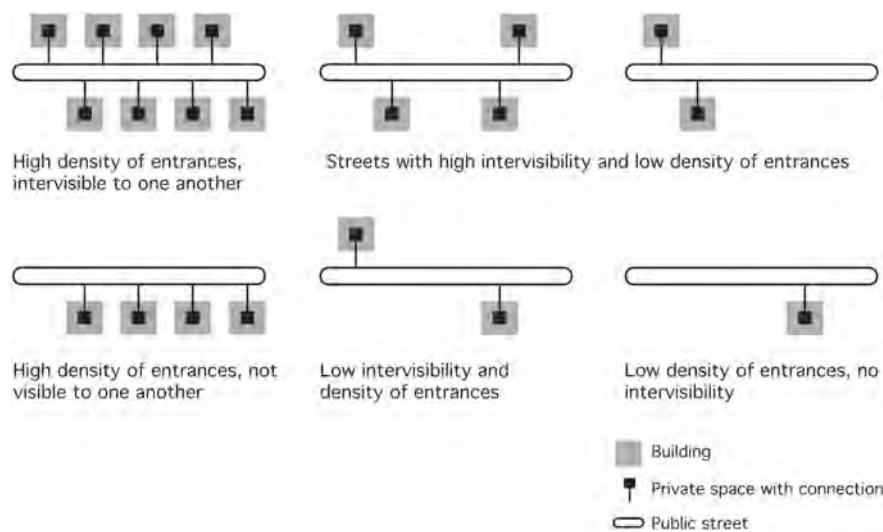 High density of entrances,
intervisible to one another
Streets with high intervisibility and low density of entrances
High density of entrances, not
visible to one another
Low intervisibility and
density of entrances
Low density of entrances, no
intervisibility
Building
Private space with connection
Public street